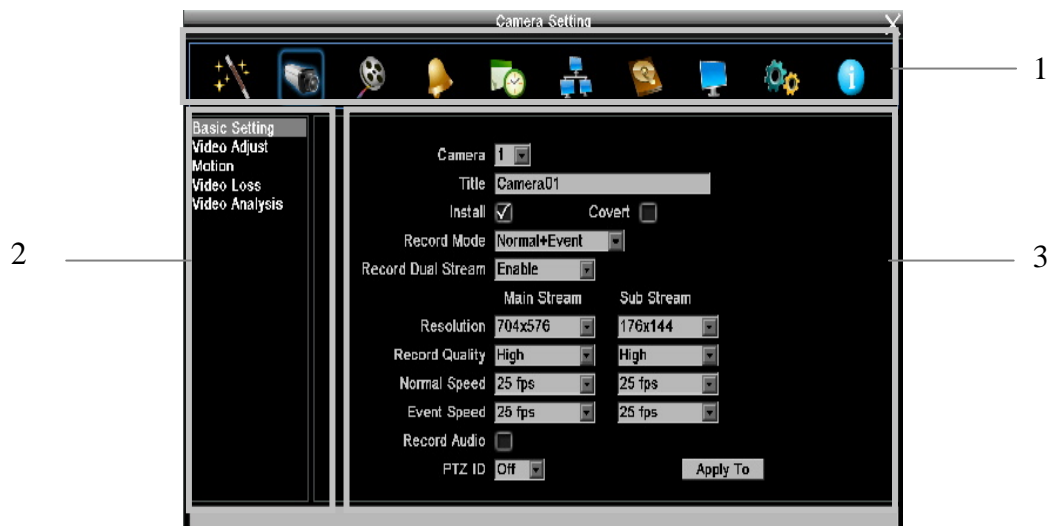 Camera Setting
X
1
Basic Setting
Video Adjust
Motion
Video Loss
Video Analysis
2
Camera 1
Title Camera01
Install Covert
Record Mode Normal+Event
Record Dual Stream Enable
Main Stream Sub Stream
Resolution 704x576 176x144
Record Quality High High
Normal Speed 25 fps 25 fps
Event Speed 25 fps 25 fps
Record Audio
PTZ ID Off Apply To
3